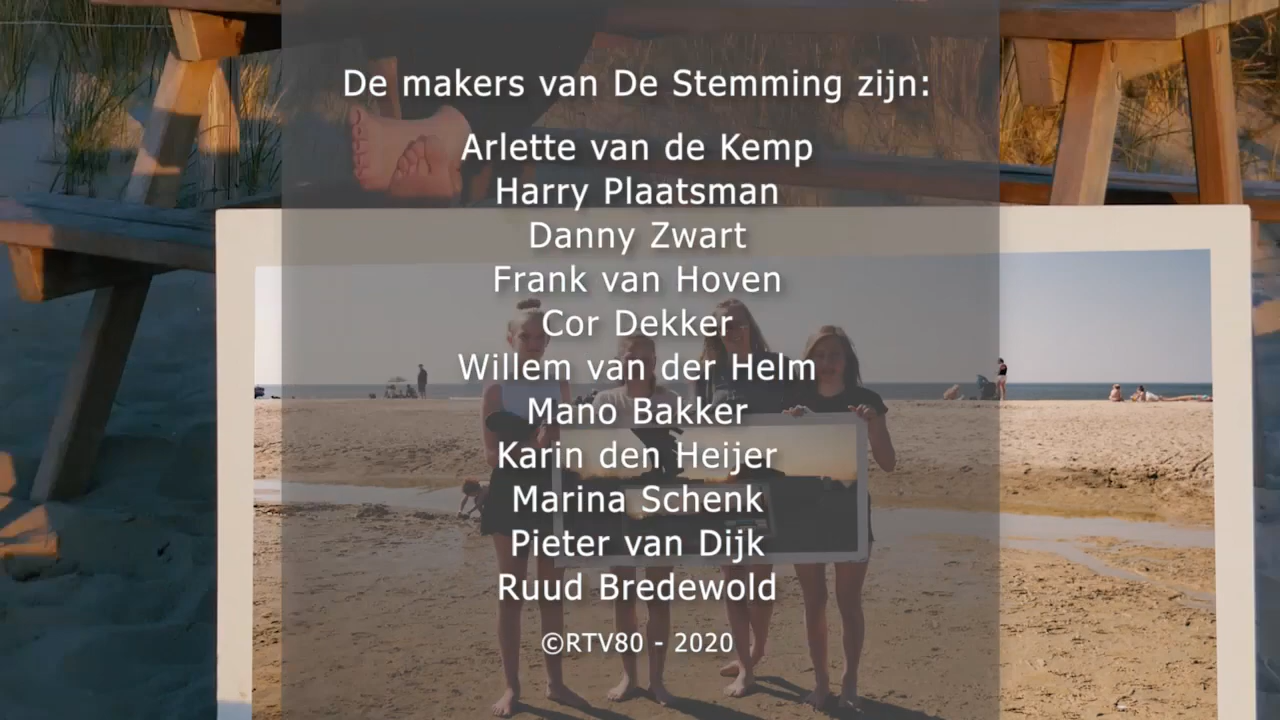 De makers van De Stemming zijn:
Arlette van de Kemp
Harry Plaatsman
Danny Zwart
Frank van Hoven
Cor Dekker
Willem van der Helm
Mano Bakker
Karin den Heijer
Marina Schenk
Pieter van Dijk
Ruud Bredewold
©RTV80 - 2020